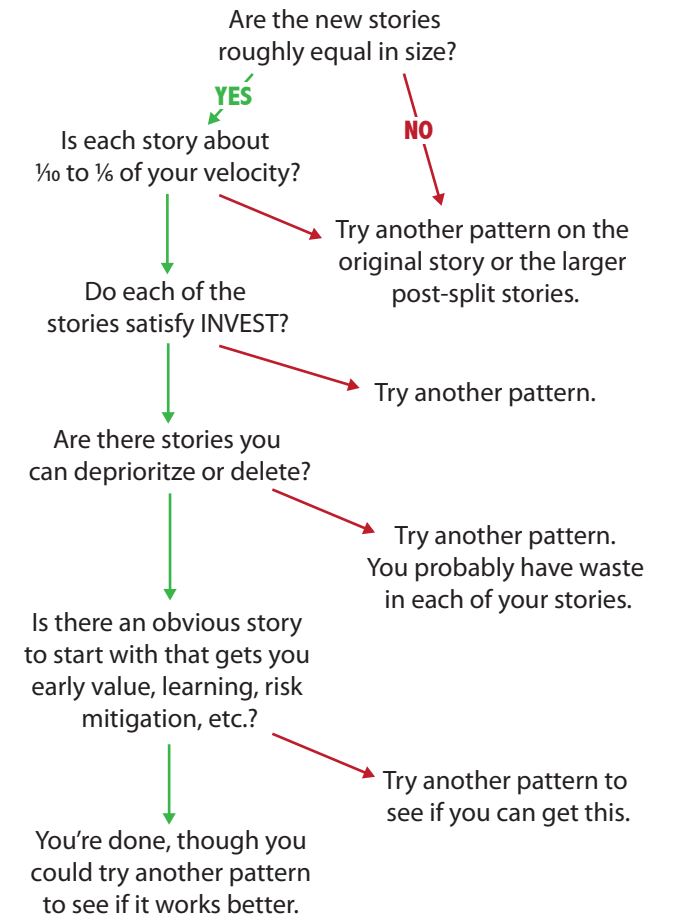 Are the new stories
roughly equal in size?
YES
NO
Is each story about
⅒ to ⅙ of your velocity?
Try another pattern on the
original story or the larger
post-split stories.
Do each of the
stories satisfy INVEST?
Try another pattern.
Are there stories you
can deprioritze or delete?
Try another pattern.
You probably have waste
in each of your stories.
Is there an obvious story
to start with that gets you
early value, learning, risk
mitigation, etc.?
Try another pattern to
see if you can get this.
You’re done, though you
could try another pattern
to see if it works better.